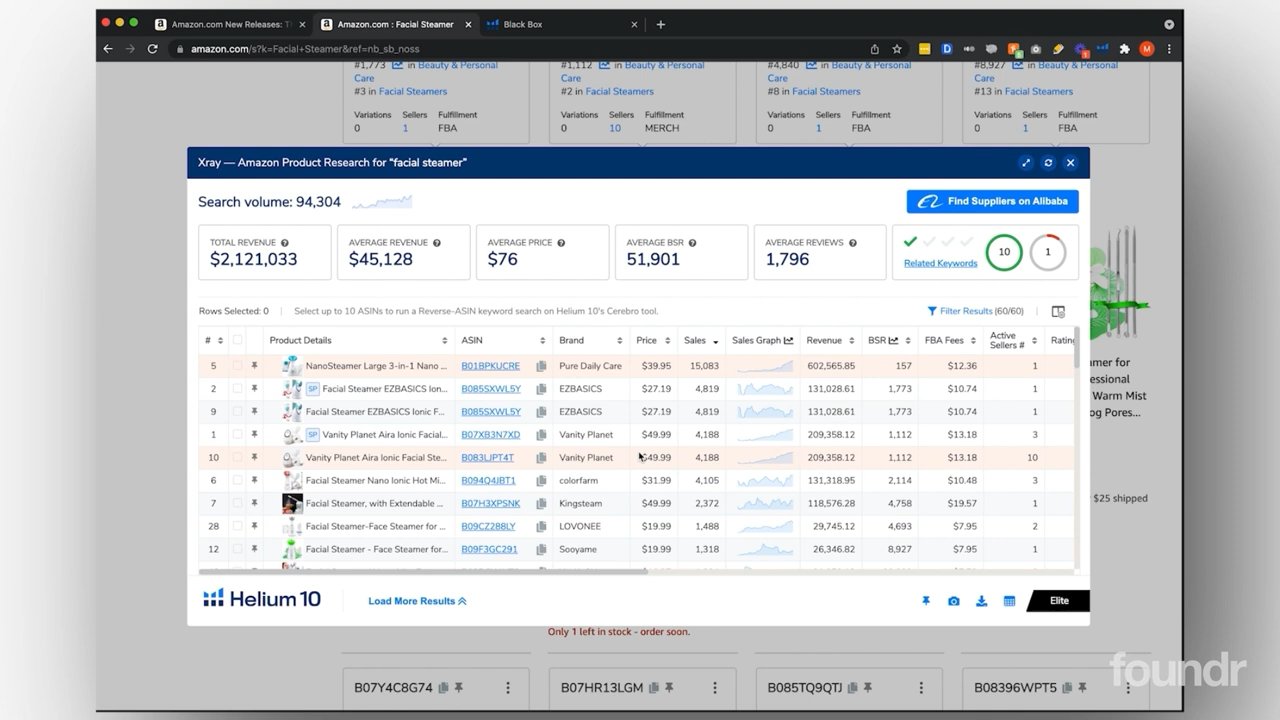 Amazon.com New Releases: T
Amazon.com : Facial Steamer
Black Box
amazon.com/s?k=Facial+Steamer&ref=nb_sb_noss
#1,773 in Beauty & Personal Care
#3 in Facial Steamers
Variations Sellers Fulfillment
0 1 FBA
#1,112 in Beauty & Personal Care
#2 in Facial Steamers
Variations Sellers Fulfillment
0 10 MERCH
#4,840 in Beauty & Personal Care
#8 in Facial Steamers
Variations Sellers Fulfillment
0 1 FBA
#8,927 in Beauty & Personal Care
#13 in Facial Steamers
Variations Sellers Fulfillment
0 1 FBA
Xray — Amazon Product Research for "facial steamer"
Search volume: 94,304
Find Suppliers on Alibaba
TOTAL REVENUE
$2,121,033
AVERAGE REVENUE
$45,128
AVERAGE PRICE
$76
AVERAGE BSR
51,901
AVERAGE REVIEWS
1,796
Related Keywords
10
1
Rows Selected: 0
Select up to 10 ASINs to run a Reverse-ASIN keyword search on Helium 10's Cerebro tool.
Filter Results (60/60)
# Product Details ASIN Brand Price Sales Sales Graph Revenue BSR FBA Fees Active Sellers # Rating
5 NanoSteamer Large 3-in-1 Nano ... B01BPKUCRE Pure Daily Care $39.95 15,083 602,565.85 157 $12.36 1
2 SP Facial Steamer EZBASICS Ion... B085SXWL5Y EZBASICS $27.19 4,819 131,028.61 1,773 $10.74 1
9 Facial Steamer EZBASICS Ionic F... B085SXWL5Y EZBASICS $27.19 4,819 131,028.61 1,773 $10.74 1
1 SP Vanity Planet Aira Ionic Facial... B07XB3N7XD Vanity Planet $49.99 4,188 209,358.12 1,112 $13.18 3
10 Vanity Planet Aira Ionic Facial Ste... B083LJPT4T Vanity Planet $49.99 4,188 209,358.12 1,112 $13.18 10
6 Facial Steamer Nano Ionic Hot Mi... B094Q4JBT1 colorfarm $31.99 4,105 131,318.95 2,114 $10.48 3
7 Facial Steamer, with Extendable ... B07H3XPSNK Kingsteam $49.99 2,372 118,576.28 4,758 $19.57 1
28 Facial Steamer-Face Steamer for ... B09CZ288LY LOVONEE $19.99 1,488 29,745.12 4,693 $7.95 2
12 Facial Steamer - Face Steamer for... B09F3GC291 Sooyame $19.99 1,318 26,346.82 8,927 $7.95 1
Helium 10
Load More Results
Elite
amer for
fessional
Warm Mist
og Pores...
$25 shipped
Only 1 left in stock - order soon.
B07Y4C8G74
B07HR13LGM
B085TQ9QTJ
B08396WPT5
foundr